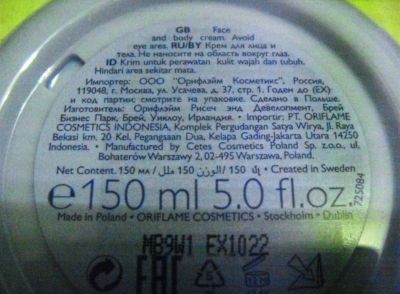 GB Face
and body cream. Avoid
eye area. RU/BY Крем для лица и
тела. Не наносите на область вокруг глаз.
ID Krim untuk perawatan kulit wajah dan tubuh.
Hindari area sekitar mata.
Импортер: ООО "Орифлэйм Косметикс", Россия,
119048, г. Москва, ул. Усачева, д. 37, стр. 1. Годен до (EX)
и код партии: смотрите на упаковке. Сделано в Польше.
Изготовитель: Орифлэйм Рисеч энд Девелопмент, Брей
Бизнес Парк, Брей, Уиклоу, Ирландия. • Importir: PT. ORIFLAME
COSMETICS INDONESIA, Komplek Pergudangan Satya Wirya, Jl. Raya
Bekasi km. 20 Kel. Pegangsaan Dua, Kelapa Gading-Jakarta Utara 14250
Indonesia. • Manufactured by Cetes Cosmetics Poland Sp. z.o.o., ul.
Bohaterów Warszawy 2, 02-495 Warszawa, Poland
Net Content. 150 мл / 150 الوزن/ 150 ملل • Created in Sweden
e150 ml 5.0 fl.oz.
725084
Made in Poland • ORIFLAME COSMETICS • Stockholm - Dublin
MB9W1 EX1022
EAC